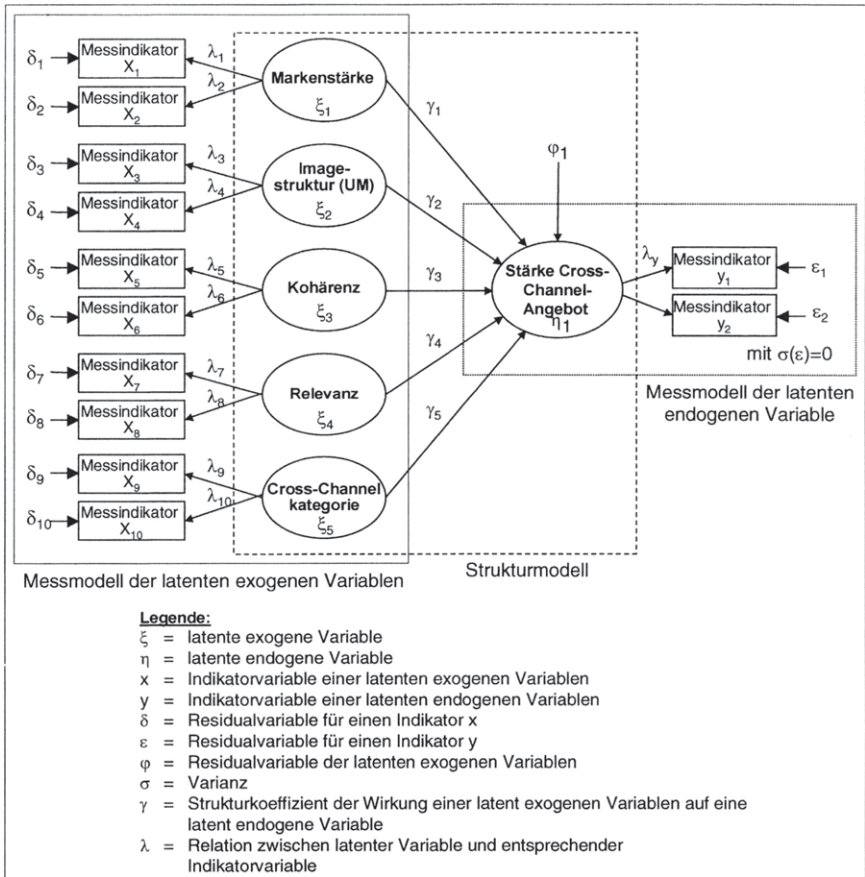 δ1
Messindikator
X1
λ1
δ2
Messindikator
X2
λ2
Markenstärke
ξ1
δ3
Messindikator
X3
λ3
δ4
Messindikator
X4
λ4
Image-
struktur (UM)
ξ2
δ5
Messindikator
X5
λ5
δ6
Messindikator
X6
λ6
Kohärenz
ξ3
δ7
Messindikator
X7
λ7
δ8
Messindikator
X8
λ8
Relevanz
ξ4
δ9
Messindikator
X9
λ9
δ10
Messindikator
X10
λ10
Cross-Channel
kategorie
ξ5
γ1
γ2
γ3
γ4
γ5
φ1
Stärke Cross-
Channel-
Angebot
η1
λy
Messindikator
y1
ε1
Messindikator
y2
ε2
mit σ(ε)=0
Messmodell der latenten
endogenen Variable
Strukturmodell
Messmodell der latenten exogenen Variablen
Legende:
ξ = latente exogene Variable
η = latente endogene Variable
x = Indikatorvariable einer latenten exogenen Variablen
y = Indikatorvariable einer latenten endogenen Variablen
δ = Residualvariable für einen Indikator x
ε = Residualvariable für einen Indikator y
φ = Residualvariable der latenten exogenen Variablen
σ = Varianz
γ = Strukturkoeffizient der Wirkung einer latent exogenen Variablen auf eine
latent endogene Variable
λ = Relation zwischen latenter Variable und entsprechender
Indikatorvariable